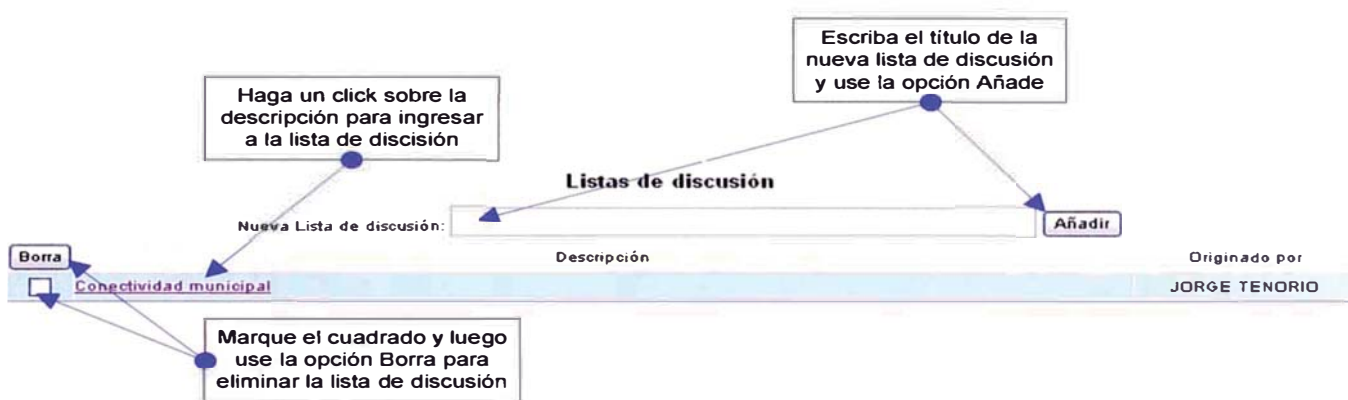 Escriba el título de la
nueva lista de discusión
y use la opción Añade
Haga un click sobre la
descripción para ingresar
a la lista de discisión
Listas de discusión
Nueva Lista de discusión:
Añadir
Borra
Descripción
Originado por
Conectividad municipal
JORGE TENORIO
Marque el cuadrado y luego
use la opción Borra para
eliminar la lista de discusión